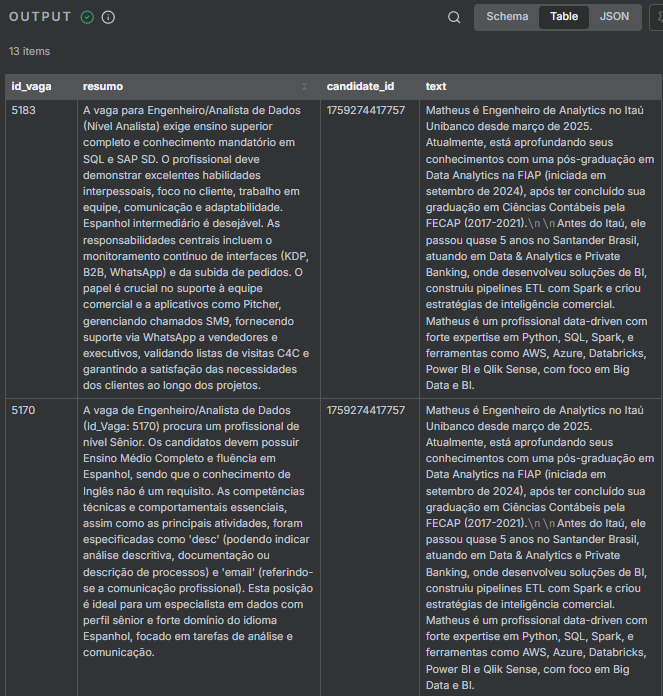 OUTPUT
Schema Table JSON
13 items
id_vaga resumo candidate_id text
5183
A vaga para Engenheiro/Analista de Dados
(Nível Analista) exige ensino superior
completo e conhecimento mandatório em
SQL e SAP SD. O profissional deve
demonstrar excelentes habilidades
interpessoais, foco no cliente, trabalho em
equipe, comunicação e adaptabilidade.
Espanhol intermediário é desejável. As
responsabilidades centrais incluem o
monitoramento contínuo de interfaces (KDP,
B2B, WhatsApp) e da subida de pedidos. O
papel é crucial no suporte à equipe
comercial e a aplicativos como Pitcher,
gerenciando chamados SM9, fornecendo
suporte via WhatsApp a vendedores e
executivos, validando listas de visitas C4C e
garantindo a satisfação das necessidades
dos clientes ao longo dos projetos.
1759274417757
Matheus é Engenheiro de Analytics no Itaú
Unibanco desde março de 2025.
Atualmente, está aprofundando seus
conhecimentos com uma pós-graduação em
Data Analytics na FIAP (iniciada em
setembro de 2024), após ter concluído sua
graduação em Ciências Contábeis pela
FECAP (2017-2021).\n\nAntes do Itaú, ele
passou quase 5 anos no Santander Brasil,
atuando em Data & Analytics e Private
Banking, onde desenvolveu soluções de BI,
construiu pipelines ETL com Spark e criou
estratégias de inteligência comercial.
Matheus é um profissional data-driven com
forte expertise em Python, SQL, Spark, e
ferramentas como AWS, Azure, Databricks,
Power BI e Qlik Sense, com foco em Big
Data e BI.
5170
A vaga de Engenheiro/Analista de Dados
(Id_Vaga: 5170) procura um profissional de
nível Sênior. Os candidatos devem possuir
Ensino Médio Completo e fluência em
Espanhol, sendo que o conhecimento de
Inglês não é um requisito. As competências
técnicas e comportamentais essenciais,
assim como as principais atividades, foram
especificadas como 'desc' (podendo indicar
análise descritiva, documentação ou
descrição de processos) e 'email' (referindo-
se a comunicação profissional). Esta posição
é ideal para um especialista em dados com
perfil sênior e forte domínio do idioma
Espanhol, focado em tarefas de análise e
comunicação.
1759274417757
Matheus é Engenheiro de Analytics no Itaú
Unibanco desde março de 2025.
Atualmente, está aprofundando seus
conhecimentos com uma pós-graduação em
Data Analytics na FIAP (iniciada em
setembro de 2024), após ter concluído sua
graduação em Ciências Contábeis pela
FECAP (2017-2021).\n\nAntes do Itaú, ele
passou quase 5 anos no Santander Brasil,
atuando em Data & Analytics e Private
Banking, onde desenvolveu soluções de BI,
construiu pipelines ETL com Spark e criou
estratégias de inteligência comercial.
Matheus é um profissional data-driven com
forte expertise em Python, SQL, Spark, e
ferramentas como AWS, Azure, Databricks,
Power BI e Qlik Sense, com foco em Big
Data e BI.